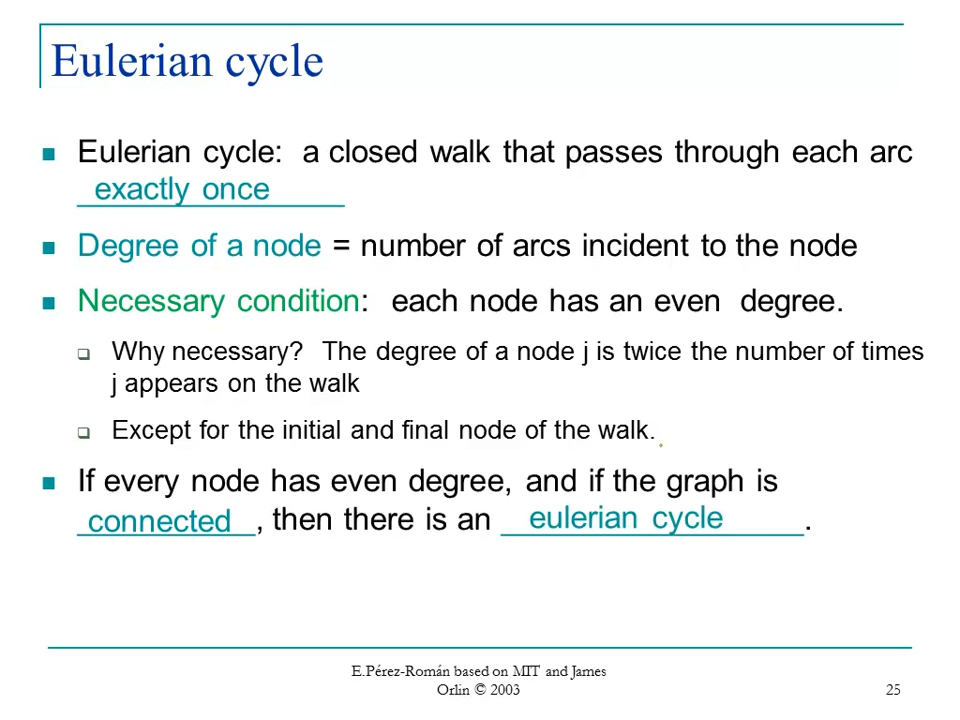 Eulerian cycle
Eulerian cycle: a closed walk that passes through each arc
exactly once
Degree of a node = number of arcs incident to the node
Necessary condition: each node has an even degree.
Why necessary? The degree of a node j is twice the number of times
j appears on the walk
Except for the initial and final node of the walk.
If every node has even degree, and if the graph is
connected, then there is an eulerian cycle.
E.Pérez-Román based on MIT and James
Orlin © 2003
25